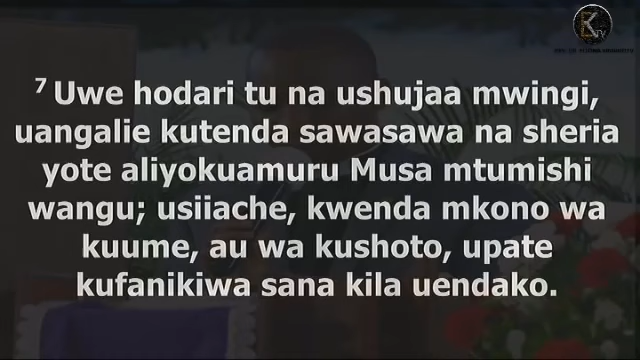 7 Uwe hodari tu na ushujaa mwingi,
uangalie kutenda sawasawa na sheria
yote aliyokuamuru Musa mtumishi
wangu; usiiache, kwenda mkono wa
kuume, au wa kushoto, upate
kufanikiwa sana kila uendako.